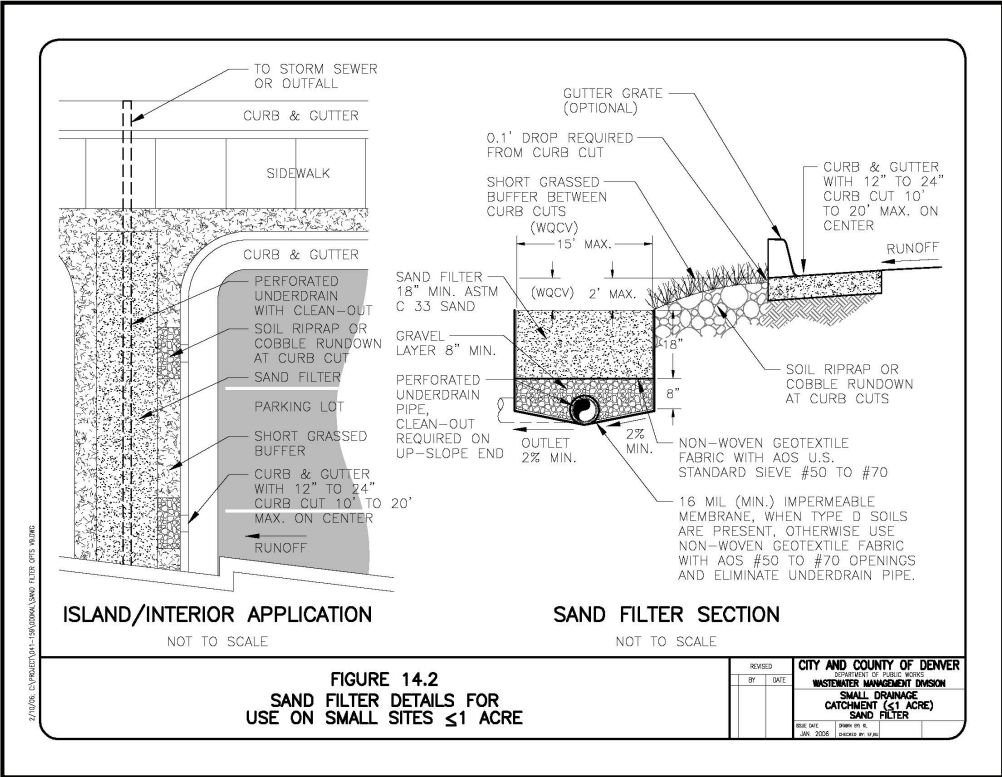 TO STORM SEWER
OR OUTFALL
CURB & GUTTER
SIDEWALK
CURB & GUTTER
PERFORATED
UNDERDRAIN
WITH CLEAN-OUT
SOIL RIPRAP OR
COBBLE RUNDOWN
AT CURB CUT
SAND FILTER
PARKING LOT
SHORT GRASSED
BUFFER
CURB & GUTTER
WITH 12" TO 24"
CURB CUT 10' TO 20'
MAX. ON CENTER
RUNOFF
ISLAND/INTERIOR APPLICATION
NOT TO SCALE
GUTTER GRATE
(OPTIONAL)
0.1' DROP REQUIRED
FROM CURB CUT
SHORT GRASSED
BUFFER BETWEEN
CURB CUTS
(WQCV)
15' MAX.
CURB & GUTTER
WITH 12" TO 24"
CURB CUT 10'
TO 20' MAX. ON
CENTER
RUNOFF
SAND FILTER
18" MIN. ASTM
C 33 SAND
(WQCV)
2' MAX.
GRAVEL
LAYER 8" MIN.
18"
8"
PERFORATED
UNDERDRAIN
PIPE,
CLEAN-OUT
REQUIRED ON
UP-SLOPE END
OUTLET
2% MIN.
2%
MIN.
SOIL RIPRAP OR
COBBLE RUNDOWN
AT CURB CUTS
NON-WOVEN GEOTEXTILE
FABRIC WITH AOS U.S.
STANDARD SIEVE #50 TO #70
16 MIL (MIN.) IMPERMEABLE
MEMBRANE, WHEN TYPE D SOILS
ARE PRESENT, OTHERWISE USE
NON-WOVEN GEOTEXTILE FABRIC
WITH AOS #50 TO #70 OPENINGS
AND ELIMINATE UNDERDRAIN PIPE.
SAND FILTER SECTION
NOT TO SCALE
FIGURE 14.2
SAND FILTER DETAILS FOR
USE ON SMALL SITES ≤1 ACRE
REVISED
BY DATE
CITY AND COUNTY OF DENVER
DEPARTMENT OF PUBLIC WORKS
WASTEWATER MANAGEMENT DIVISION
SMALL DRAINAGE
CATCHMENT (≤1 ACRE)
SAND FILTER
ISSUE DATE
JAN. 2006
DRAWN BY:
CHECKED BY: